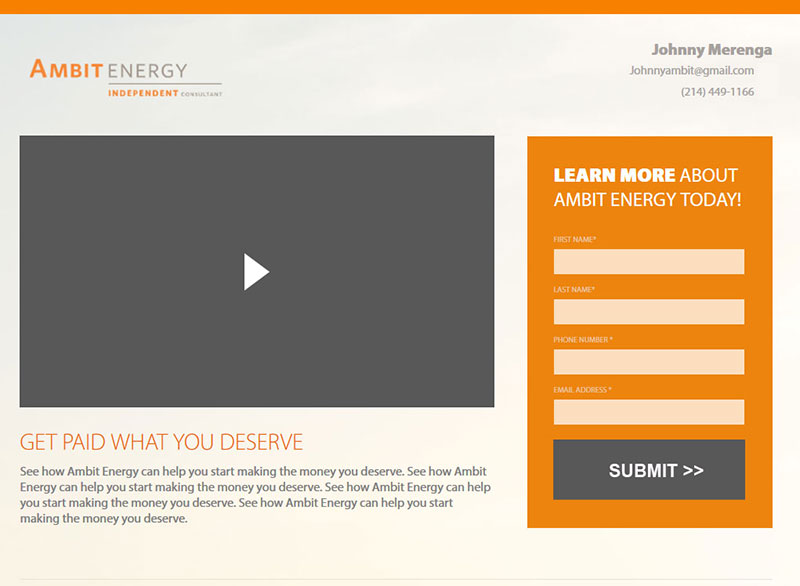 AMBIT ENERGY
INDEPENDENT CONSULTANT
Johnny Merenga
Johnnyambit@gmail.com
(214) 449-1166
GET PAID WHAT YOU DESERVE
See how Ambit Energy can help you start making the money you deserve. See how Ambit
Energy can help you start making the money you deserve. See how Ambit Energy can help
you start making the money you deserve. See how Ambit Energy can help you start
making the money you deserve.
LEARN MORE ABOUT
AMBIT ENERGY TODAY!
FIRST NAME*
LAST NAME*
PHONE NUMBER *
EMAIL ADDRESS *
SUBMIT >>